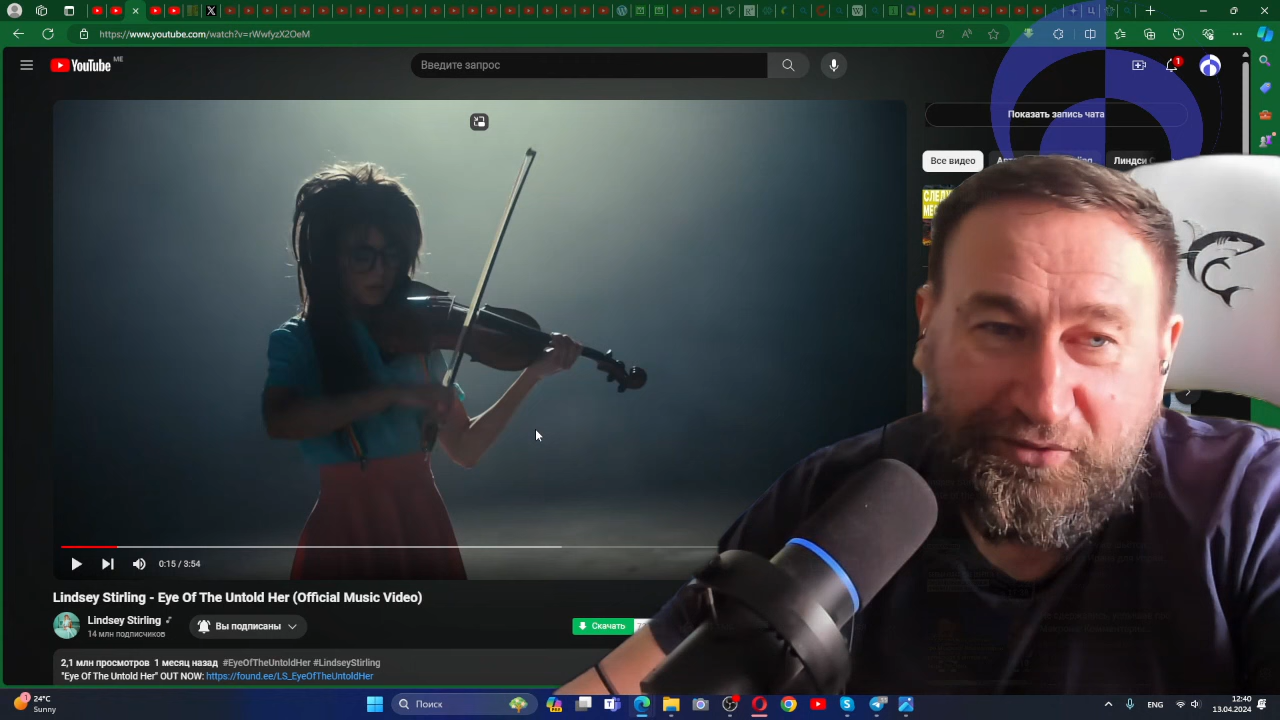 https://www.youtube.com/watch?v=rWwfyzX2OeM
YouTube ME
Введите запрос
1
Показать запись чата
Все видео
Линдси С
СЛЕДУ
0:15 / 3:54
Lindsey Stirling - Eye Of The Untold Her (Official Music Video)
Lindsey Stirling
14 млн подписчиков
Вы подписаны
Скачать
2,1 млн просмотров 1 месяц назад #EyeOfTheUntoldHer #LindseyStirling
"Eye Of The Untold Her" OUT NOW: https://found.ee/LS_EyeOfTheUntoldHer
24°C
Sunny
Поиск
ENG
12:40
13.04.2024